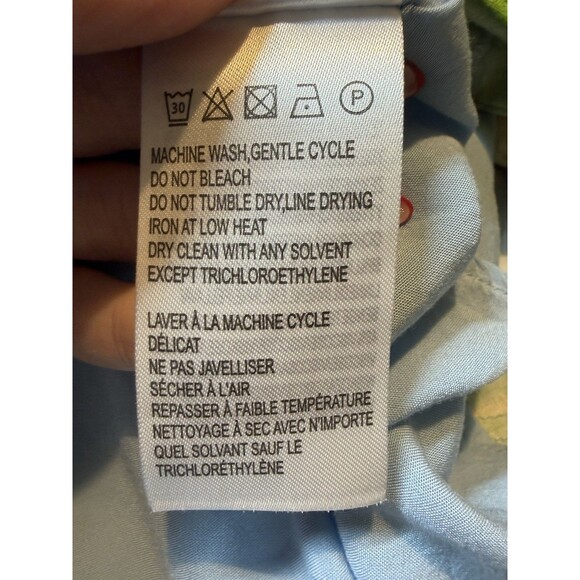 30 P
MACHINE WASH,GENTLE CYCLE
DO NOT BLEACH
DO NOT TUMBLE DRY,LINE DRYING
IRON AT LOW HEAT
DRY CLEAN WITH ANY SOLVENT
EXCEPT TRICHLOROETHYLENE
LAVER À LA MACHINE CYCLE
DÉLICAT
NE PAS JAVELLISER
SÉCHER À L'AIR
REPASSER À FAIBLE TEMPÉRATURE
NETTOYAGE À SEC AVEC N'IMPORTE
QUEL SOLVANT SAUF LE
TRICHLORÉTHYLÈNE